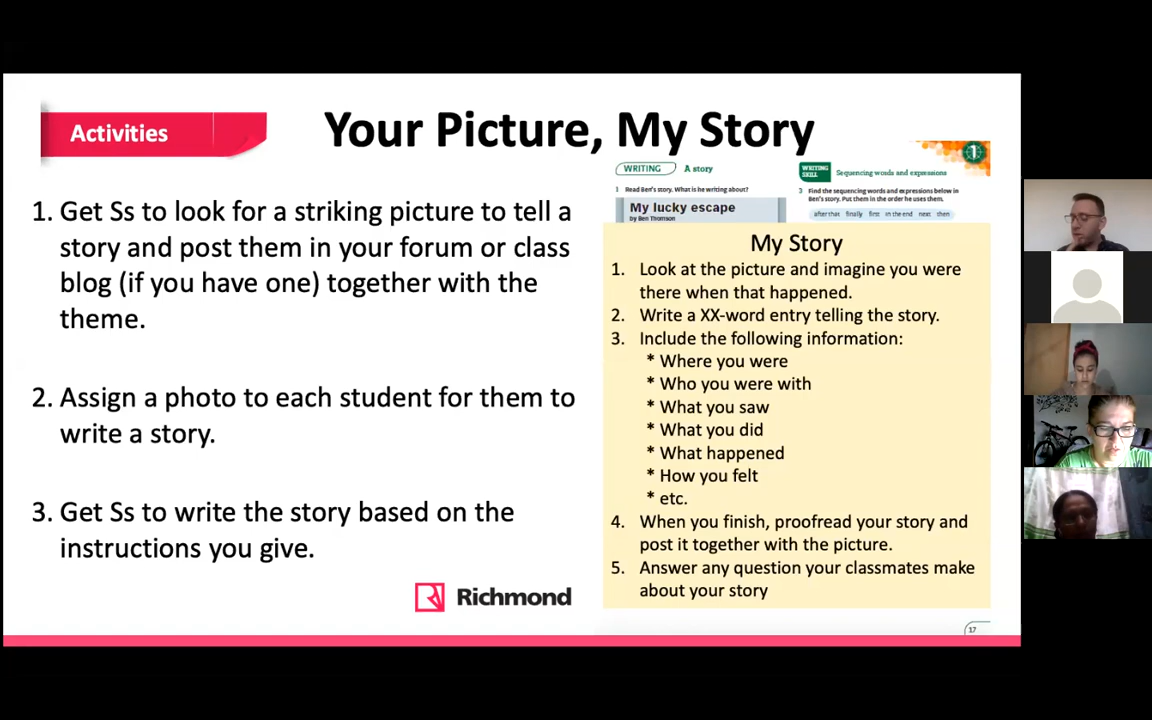 Activities
Your Picture, My Story
1. Get Ss to look for a striking picture to tell a
story and post them in your forum or class
blog (if you have one) together with the
theme.
2. Assign a photo to each student for them to
write a story.
3. Get Ss to write the story based on the
instructions you give.
Richmond
WRITING A story
1 Read Ben's story. What is he writing about?
My lucky escape
by Ben Thomson
1
WRITING SKILL Sequencing words and expressions
3 Find the sequencing words and expressions below in
Ben's story. Put them in the order he uses them.
after that finally first in the end next then
My Story
1. Look at the picture and imagine you were
there when that happened.
2. Write a XX-word entry telling the story.
3. Include the following information:
* Where you were
* Who you were with
* What you saw
* What you did
* What happened
* How you felt
* etc.
4. When you finish, proofread your story and
post it together with the picture.
5. Answer any question your classmates make
about your story
17